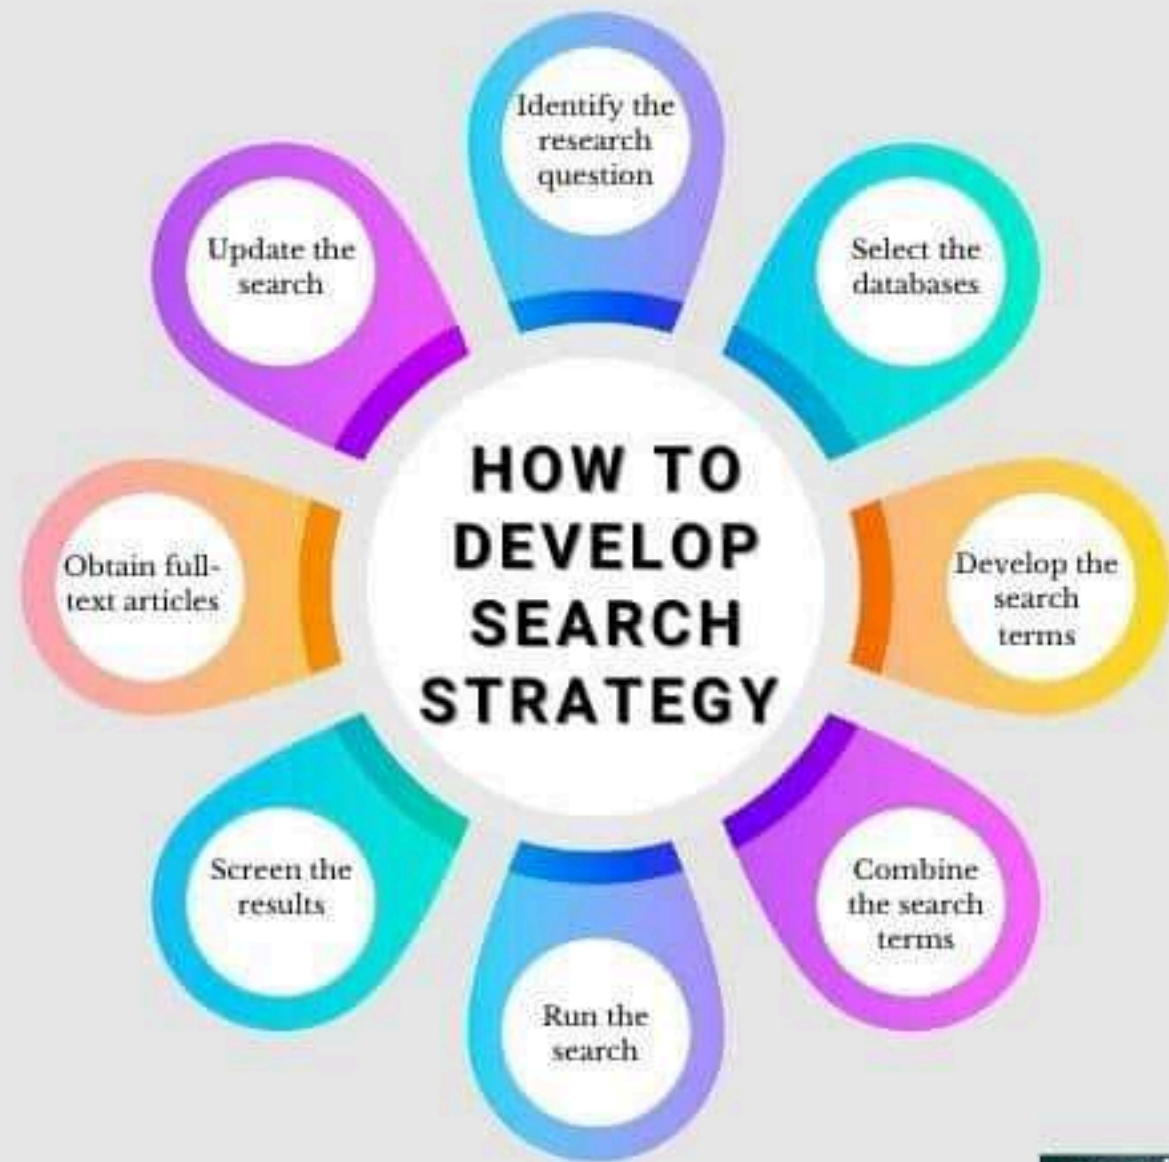 HOW TO
DEVELOP
SEARCH
STRATEGY
Identify the
research
question
Select the
databases
Develop the
search
terms
Combine
the search
terms
Run the
search
Screen the
results
Obtain full-
text articles
Update the
search